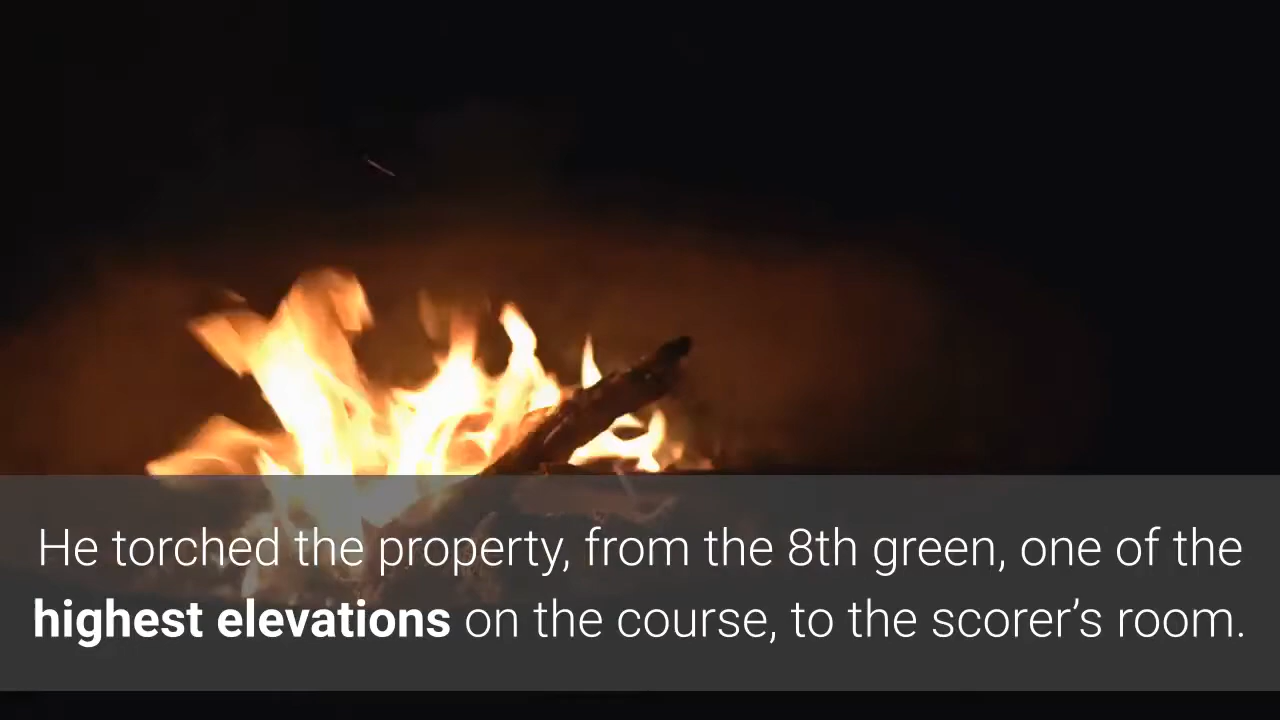 He torched the property, from the 8th green, one of the
highest elevations on the course, to the scorer’s room.